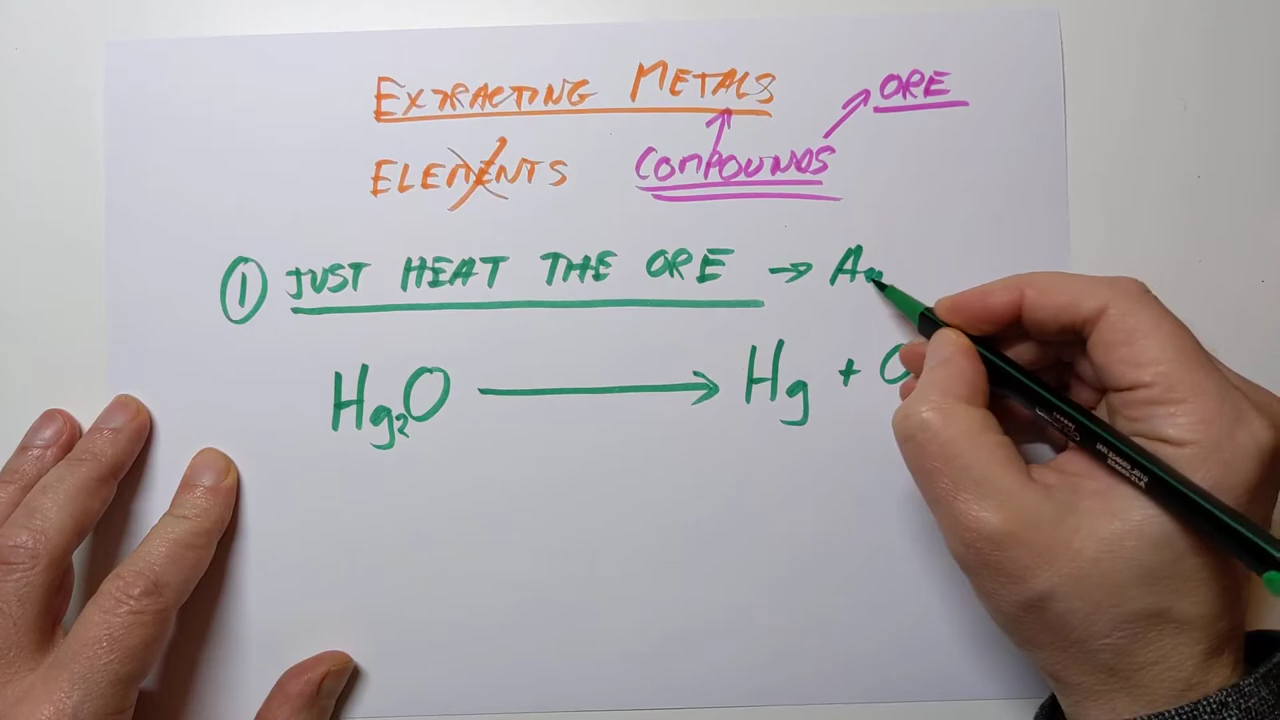 EXTRACTING METALS
ORE
ELEMENTS COMPOUNDS
① JUST HEAT THE ORE → A
Hg₂O → Hg +